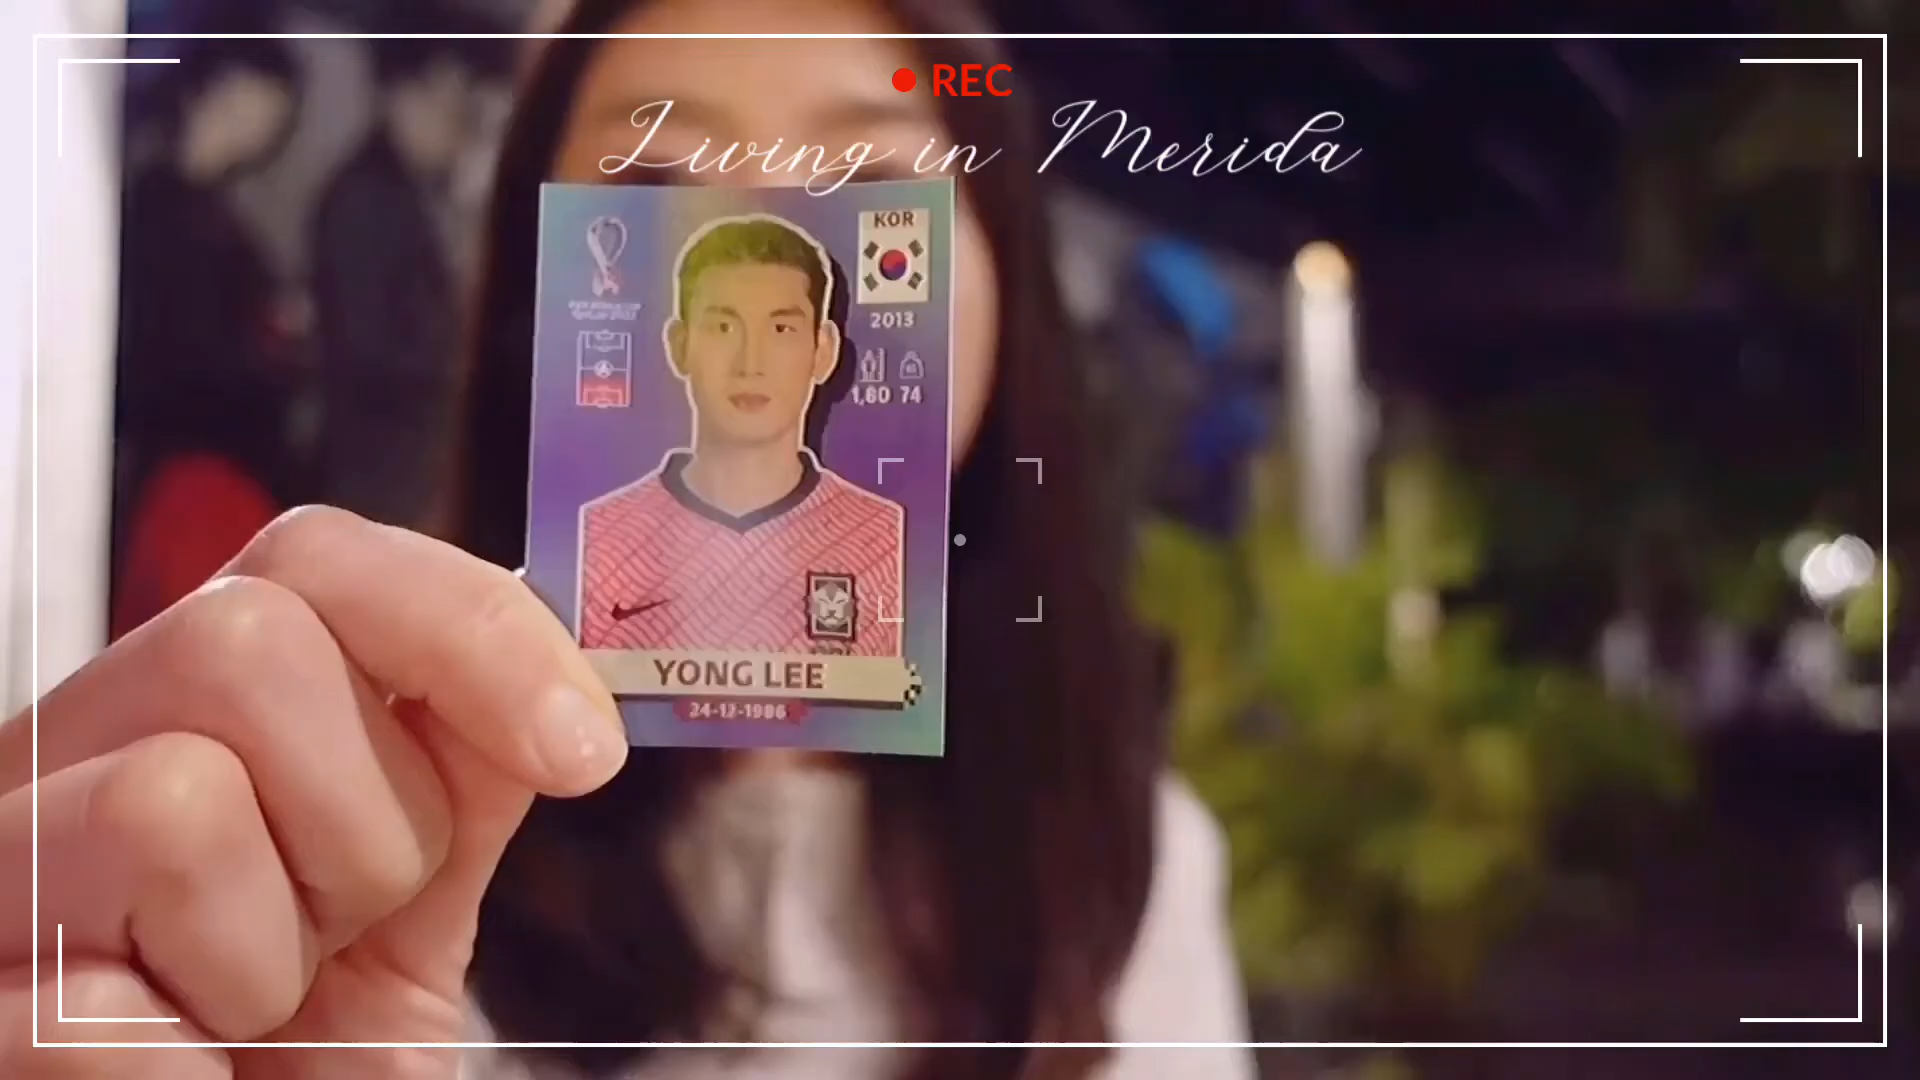 REC
Living in Merida
KOR
2013
1,80 74
YONG LEE
24-12-1986